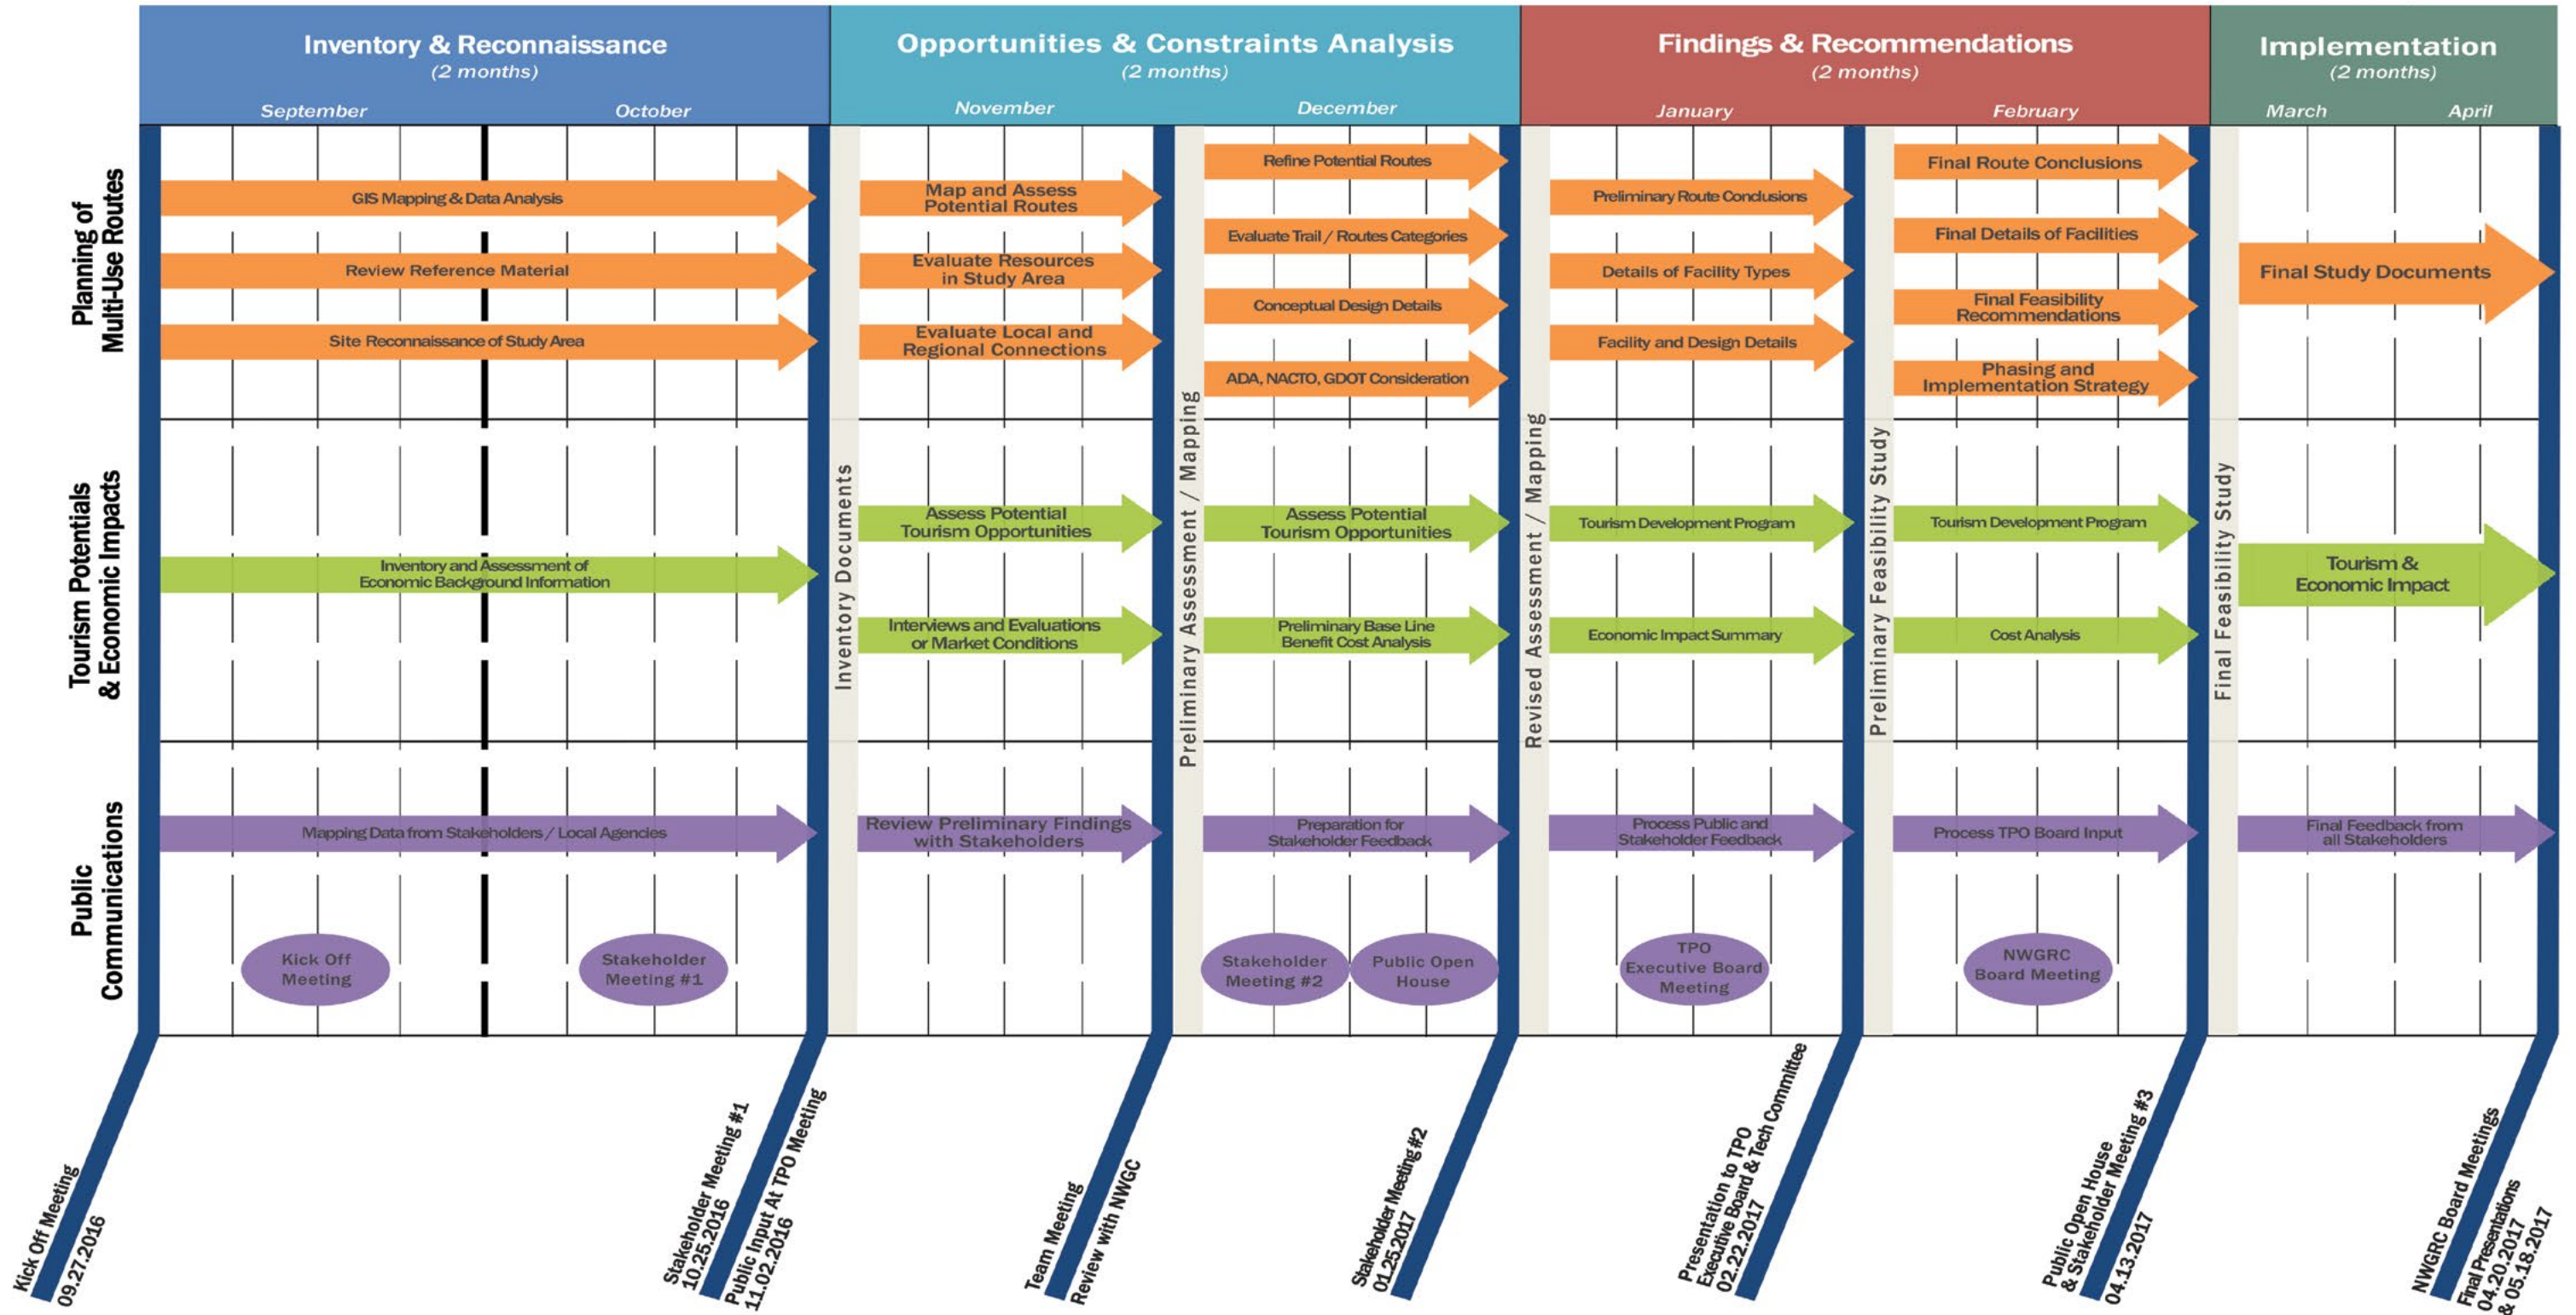 Inventory & Reconnaissance
(2 months)
September
October
Opportunities & Constraints Analysis
(2 months)
November
December
Findings & Recommendations
(2 months)
January
February
Implementation
(2 months)
March
April
Planning of
Multi-Use Routes
GIS Mapping & Data Analysis
Review Reference Material
Site Reconnaissance of Study Area
Map and Assess
Potential Routes
Evaluate Resources
in Study Area
Evaluate Local and
Regional Connections
Refine Potential Routes
Evaluate Trail / Routes Categories
Conceptual Design Details
ADA, NACTO, GDOT Consideration
Preliminary Route Conclusions
Details of Facility Types
Facility and Design Details
Final Route Conclusions
Final Details of Facilities
Final Feasibility
Recommendations
Phasing and
Implementation Strategy
Final Study Documents
Tourism Potentials
& Economic Impacts
Inventory and Assessment of
Economic Background Information
Assess Potential
Tourism Opportunities
Interviews and Evaluations
or Market Conditions
Assess Potential
Tourism Opportunities
Preliminary Base Line
Benefit Cost Analysis
Tourism Development Program
Economic Impact Summary
Tourism Development Program
Cost Analysis
Tourism &
Economic Impact
Inventory Documents
Preliminary Assessment / Mapping
Revised Assessment / Mapping
Preliminary Feasibility Study
Final Feasibility Study
Public
Communications
Mapping Data from Stakeholders / Local Agencies
Review Preliminary Findings
with Stakeholders
Preparation for
Stakeholder Feedback
Process Public and
Stakeholder Feedback
Process TPO Board Input
Final Feedback from
all Stakeholders
Kick Off
Meeting
Stakeholder
Meeting #1
Stakeholder
Meeting #2
Public Open
House
TPO
Executive Board
Meeting
NWGRC
Board Meeting
Kick Off Meeting
09.27.2016
Stakeholder Meeting #1
10.25.2016
Public Input At TPO Meeting
11.02.2016
Team Meeting
Review with NWGC
Stakeholder Meeting #2
01.25.2017
Presentation to TPO
Executive Board & Tech Committee
02.22.2017
Public Open House
& Stakeholder Meeting #3
04.13.2017
NWGRC Board Meetings
Final Presentations
04.20.2017
& 05.18.2017